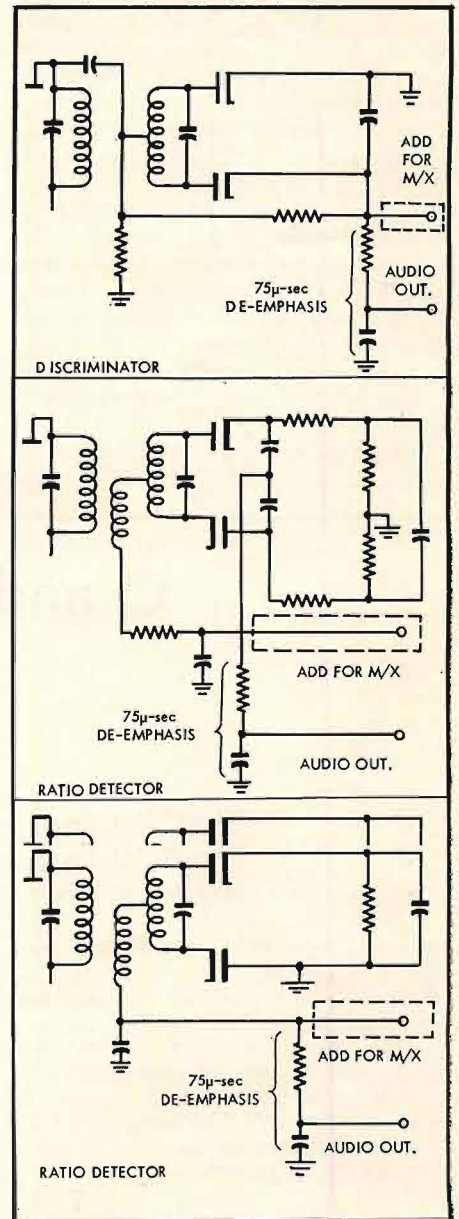 ADD
FOR
M/X
75µ-sec
DE-EMPHASIS
AUDIO
OUT.
DISCRIMINATOR
ADD FOR M/X
75µ-sec
DE-EMPHASIS
AUDIO OUT.
RATIO DETECTOR
ADD FOR M/X
75µ-sec
DE-EMPHASIS
AUDIO OUT.
RATIO DETECTOR